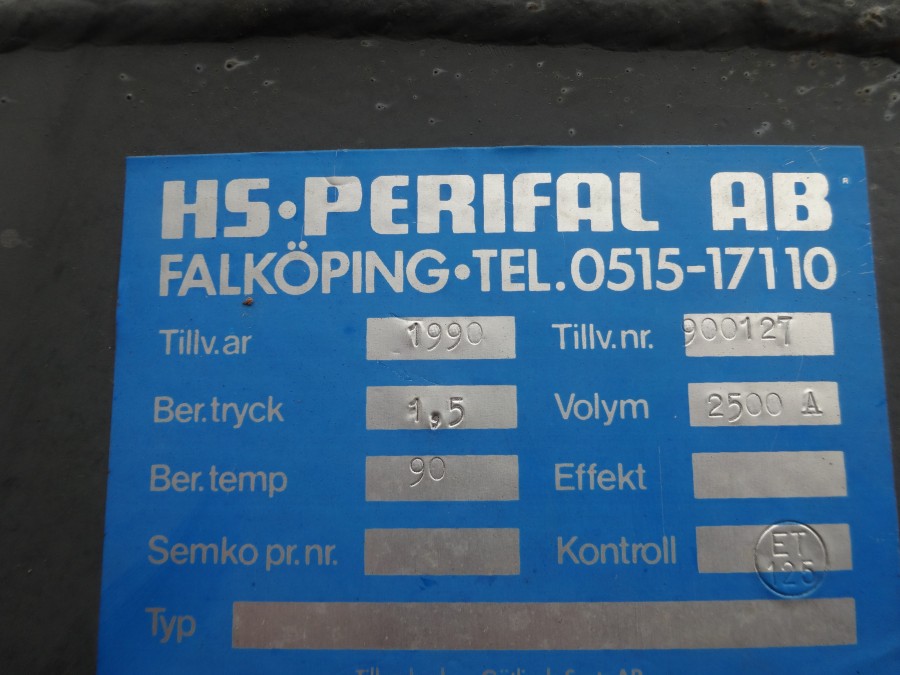 HS•PERIFAL AB
FALKÖPING•TEL.0515-17110
Tillv.ar 1990 Tillv.nr. 900127
Ber.tryck 1,5 Volym 2500 A
Ber.temp 90 Effekt
Semko pr.nr. Kontroll ET 125
Typ